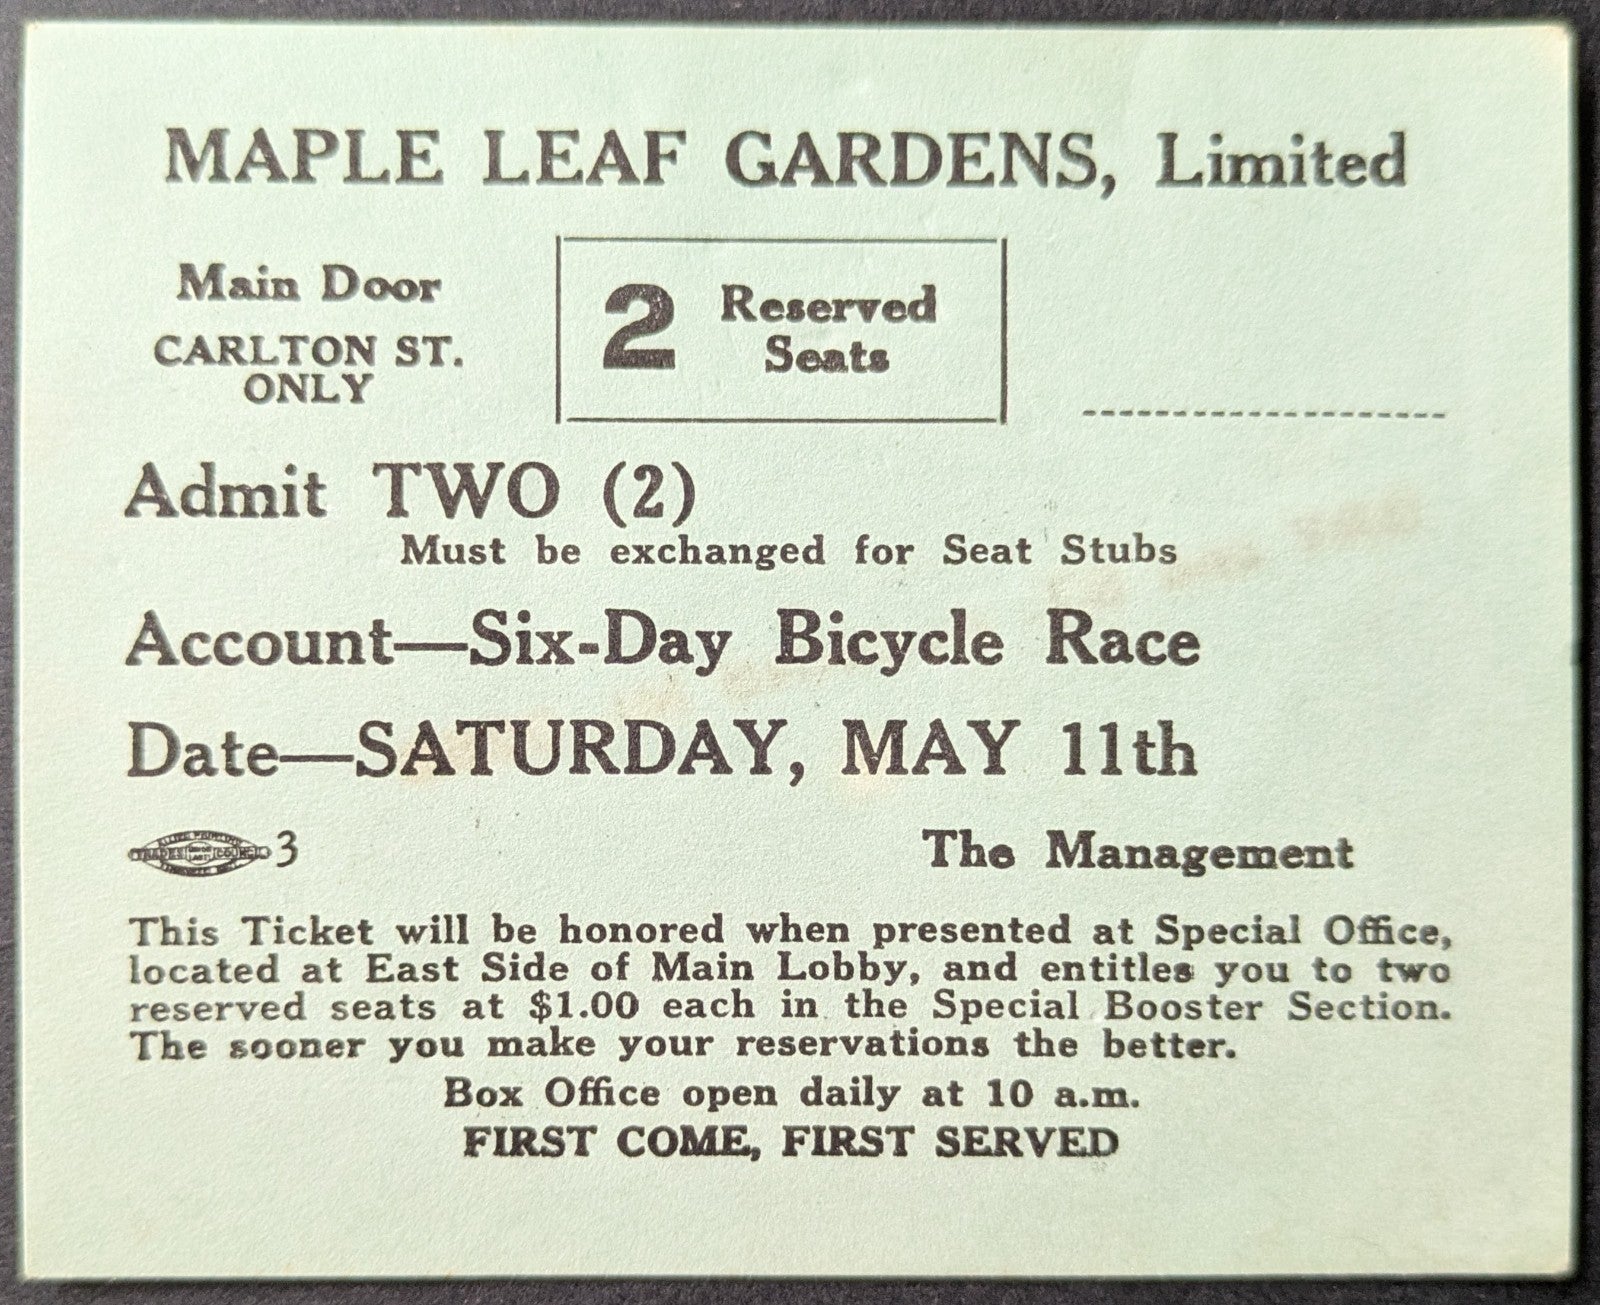 MAPLE LEAF GARDENS, Limited
Main Door
CARLTON ST.
ONLY
2 Reserved
Seats
Admit TWO (2)
Must be exchanged for Seat Stubs
Account—Six-Day Bicycle Race
Date—SATURDAY, MAY 11th
TRADES COUNCIL 3
The Management
This Ticket will be honored when presented at Special Office,
located at East Side of Main Lobby, and entitles you to two
reserved seats at $1.00 each in the Special Booster Section.
The sooner you make your reservations the better.
Box Office open daily at 10 a.m.
FIRST COME, FIRST SERVED